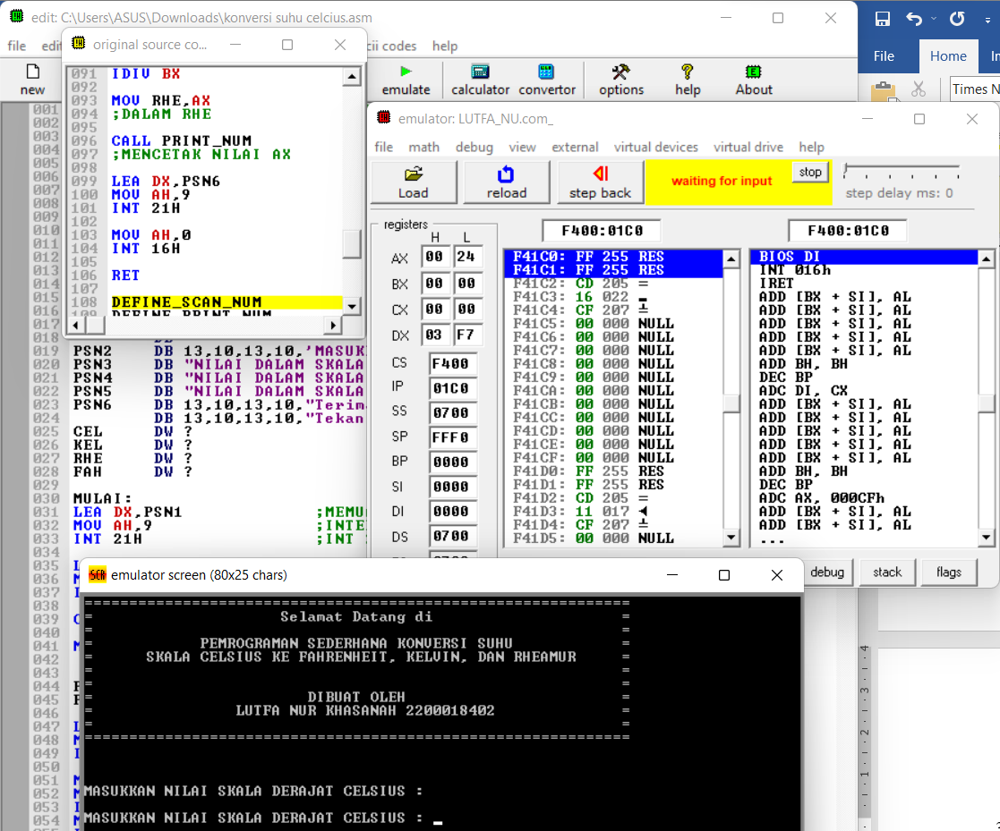 edit: C:\Users\ASUS\Downloads\konversi suhu celcius.asm
file
ascii codes help
new
emulate calculator convertor options help About
File Home
Times N
original source co...
091 IDIV BX
092
093 MOV RHE,AX
094 ;DALAM RHE
095
096 CALL PRINT_NUM
097 ;MENCETAK NILAI AX
098
099 LEA DX,PSN6
100 MOV AH,9
101 INT 21H
102
103 MOV AH,0
104 INT 16H
105
106 RET
107
108 DEFINE_SCAN_NUM
109 DEFINE_PRINT_NUM
001
002
003
004
005
006
007
008
009
010
011
012
013
014
015
016
017
018 DB
019 PSN2 DB 13,10,13,10,'MASUK
020 PSN3 DB "NILAI DALAM SKALA
021 PSN4 DB "NILAI DALAM SKALA
022 PSN5 DB "NILAI DALAM SKALA
023 PSN6 DB 13,10,13,10,"Terim
024 DB 13,10,13,10,"Tekan
025 CEL DW ?
026 KEL DW ?
027 RHE DW ?
028 FAH DW ?
029
030 MULAI:
031 LEA DX,PSN1 ;MEMU
032 MOV AH,9 ;INTE
033 INT 21H ;INT
034
035
036
037
038
039
040
041
042
043
044
045
046
047
048
049
050
051
052
053
054
emulator: LUTFA_NU.com_
file math debug view external virtual devices virtual drive help
Load reload step back waiting for input stop step delay ms: 0
registers F400:01C0 F400:01C0
H L
AX 00 24
BX 00 00
CX 00 00
DX 03 F7
CS F400
IP 01C0
SS 0700
SP FFF0
BP 0000
SI 0000
DI 0000
DS 0700
F41C0: FF 255 RES
F41C1: FF 255 RES
F41C2: CD 205 =
F41C3: 16 022 ▬
F41C4: CF 207 ╧
F41C5: 00 000 NULL
F41C6: 00 000 NULL
F41C7: 00 000 NULL
F41C8: 00 000 NULL
F41C9: 00 000 NULL
F41CA: 00 000 NULL
F41CB: 00 000 NULL
F41CC: 00 000 NULL
F41CD: 00 000 NULL
F41CE: 00 000 NULL
F41CF: 00 000 NULL
F41D0: FF 255 RES
F41D1: FF 255 RES
F41D2: CD 205 =
F41D3: 11 017 ◄
F41D4: CF 207 ╧
F41D5: 00 000 NULL
BIOS DI
INT 016h
IRET
ADD [BX + SI], AL
ADD [BX + SI], AL
ADD [BX + SI], AL
ADD [BX + SI], AL
ADD [BX + SI], AL
ADD BH, BH
DEC BP
ADC DI, CX
ADD [BX + SI], AL
ADD [BX + SI], AL
ADD [BX + SI], AL
ADD [BX + SI], AL
ADD [BX + SI], AL
ADD BH, BH
DEC BP
ADC AX, 000CFh
ADD [BX + SI], AL
ADD [BX + SI], AL
...
debug stack flags
emulator screen (80x25 chars)
=============================================================
= Selamat Datang di =
= =
= PEMROGRAMAN SEDERHANA KONVERSI SUHU =
= SKALA CELSIUS KE FAHRENHEIT, KELVIN, DAN RHEAMUR =
= =
= =
= DIBUAT OLEH =
= LUTFA NUR KHASANAH 2200018402 =
= =
=============================================================
MASUKKAN NILAI SKALA DERAJAT CELSIUS :
MASUKKAN NILAI SKALA DERAJAT CELSIUS : _
4
3
2
1